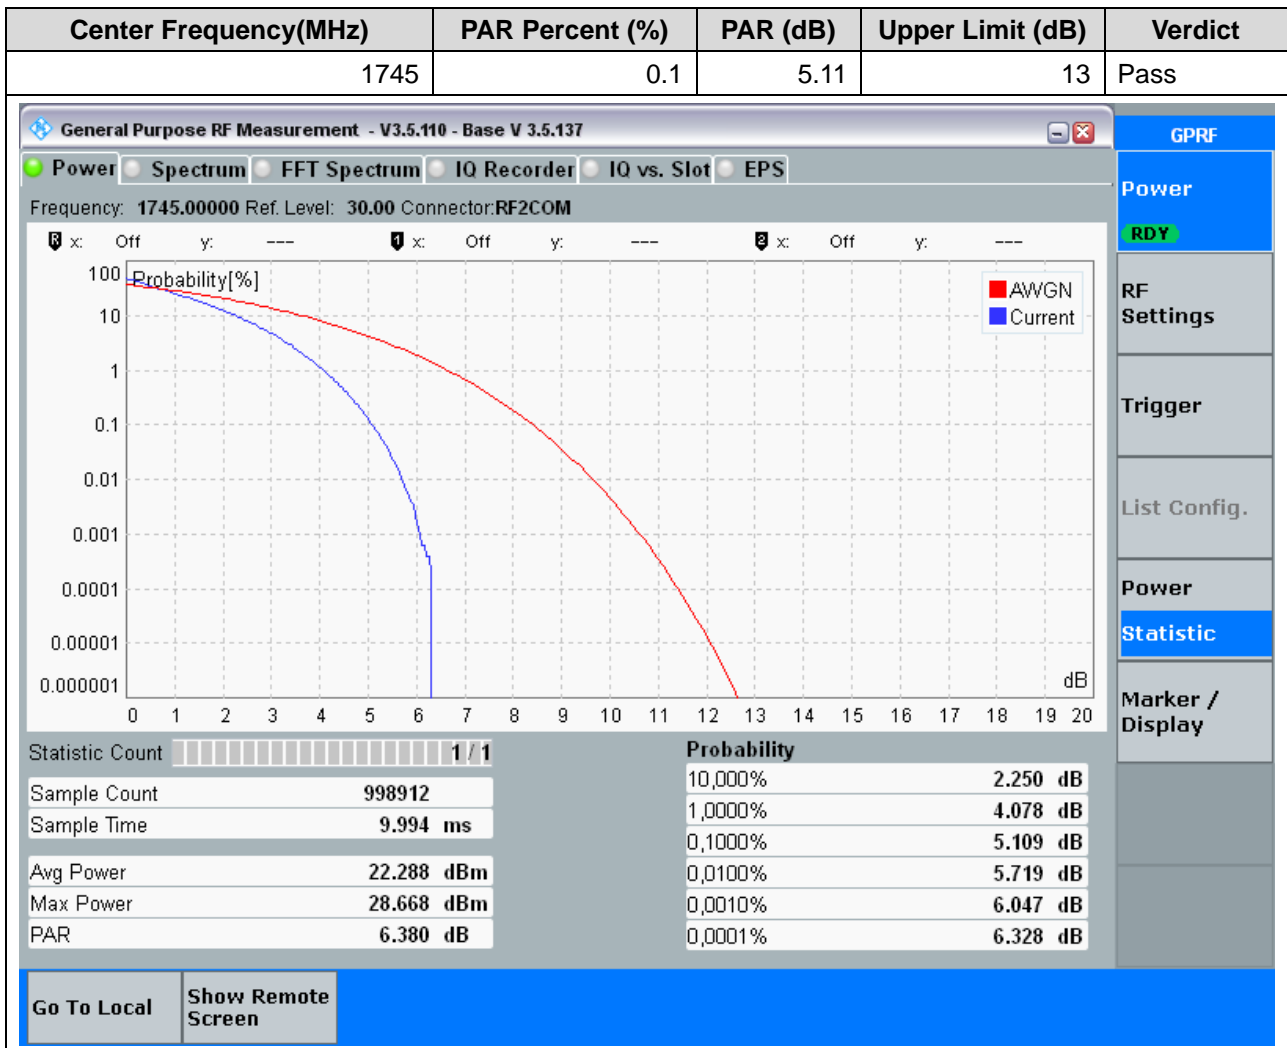 Center Frequency(MHz) PAR Percent (%) PAR (dB) Upper Limit (dB) Verdict
1745 0.1 5.11 13 Pass
General Purpose RF Measurement - V3.5.110 - Base V 3.5.137
GPRF
Power Spectrum FFT Spectrum IQ Recorder IQ vs. Slot EPS
Frequency: 1745.00000 Ref. Level: 30.00 Connector:RF2COM
R x: Off y: --- 1 x: Off y: --- 2 x: Off y: ---
Probability[%]
AWGN
Current
100
10
1
0.1
0.01
0.001
0.0001
0.00001
0.000001
dB
0 1 2 3 4 5 6 7 8 9 10 11 12 13 14 15 16 17 18 19 20
Statistic Count 1 / 1
Sample Count 998912
Sample Time 9.994 ms
Avg Power 22.288 dBm
Max Power 28.668 dBm
PAR 6.380 dB
Probability
10,000% 2.250 dB
1,0000% 4.078 dB
0,1000% 5.109 dB
0,0100% 5.719 dB
0,0010% 6.047 dB
0,0001% 6.328 dB
Power
RDY
RF
Settings
Trigger
List Config.
Power
Statistic
Marker /
Display
Go To Local
Show Remote
Screen